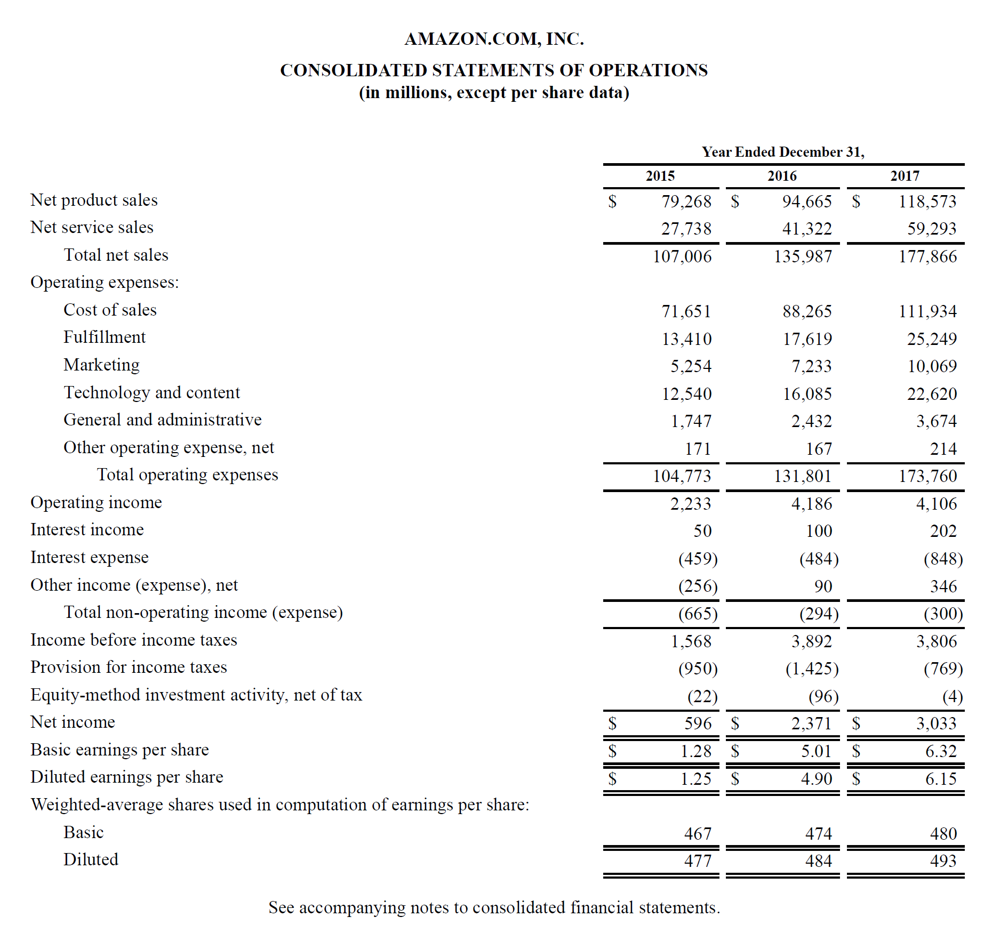 AMAZON.COM, INC.
CONSOLIDATED STATEMENTS OF OPERATIONS
(in millions, except per share data)
Year Ended December 31,
2015 2016 2017
Net product sales $ 79,268 $ 94,665 $ 118,573
Net service sales 27,738 41,322 59,293
Total net sales 107,006 135,987 177,866
Operating expenses:
Cost of sales 71,651 88,265 111,934
Fulfillment 13,410 17,619 25,249
Marketing 5,254 7,233 10,069
Technology and content 12,540 16,085 22,620
General and administrative 1,747 2,432 3,674
Other operating expense, net 171 167 214
Total operating expenses 104,773 131,801 173,760
Operating income 2,233 4,186 4,106
Interest income 50 100 202
Interest expense (459) (484) (848)
Other income (expense), net (256) 90 346
Total non-operating income (expense) (665) (294) (300)
Income before income taxes 1,568 3,892 3,806
Provision for income taxes (950) (1,425) (769)
Equity-method investment activity, net of tax (22) (96) (4)
Net income $ 596 $ 2,371 $ 3,033
Basic earnings per share $ 1.28 $ 5.01 $ 6.32
Diluted earnings per share $ 1.25 $ 4.90 $ 6.15
Weighted-average shares used in computation of earnings per share:
Basic 467 474 480
Diluted 477 484 493
See accompanying notes to consolidated financial statements.